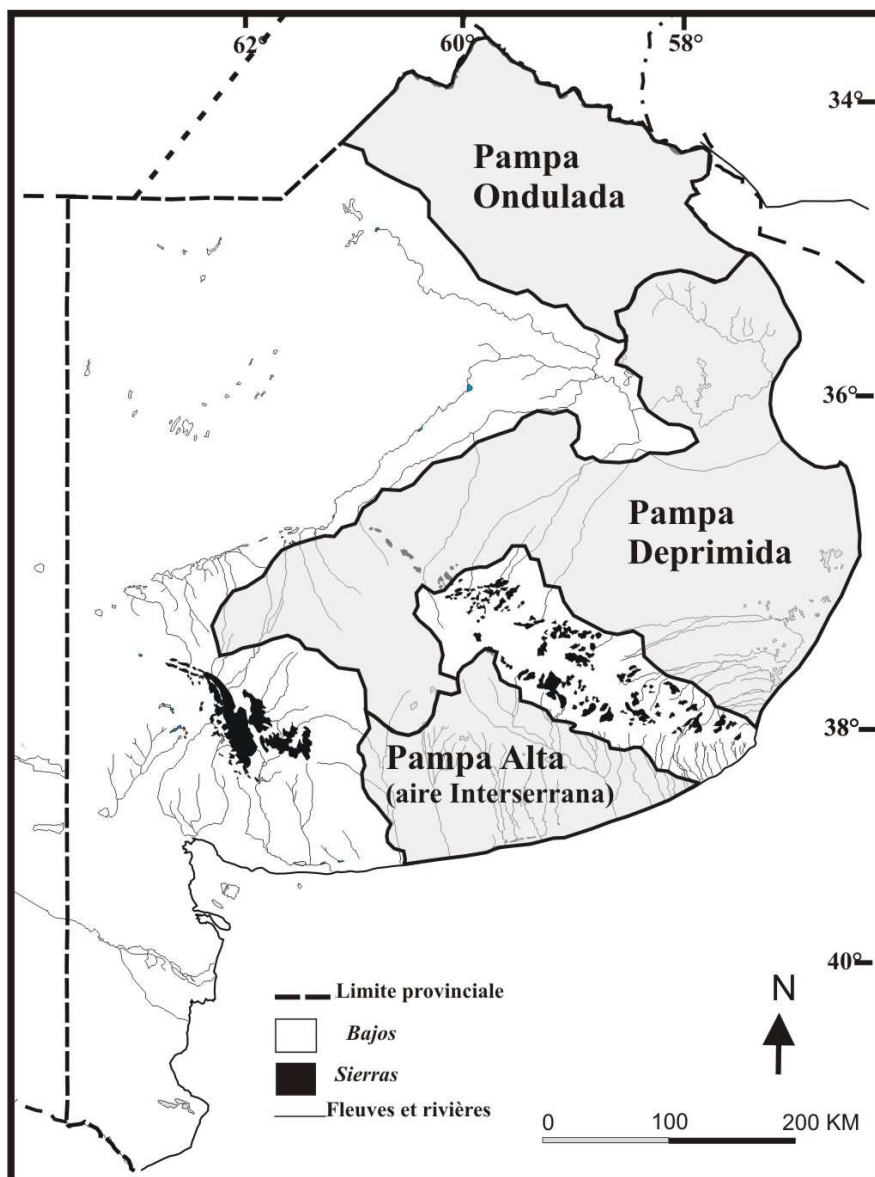 62°
60°
58°
34°
Pampa
Ondulada
36°
Pampa
Deprimida
38°
Pampa Alta
(aire Interserrana)
40°
N
Limite provinciale
Bajos
Sierras
Fleuves et rivières
0 100 200 KM